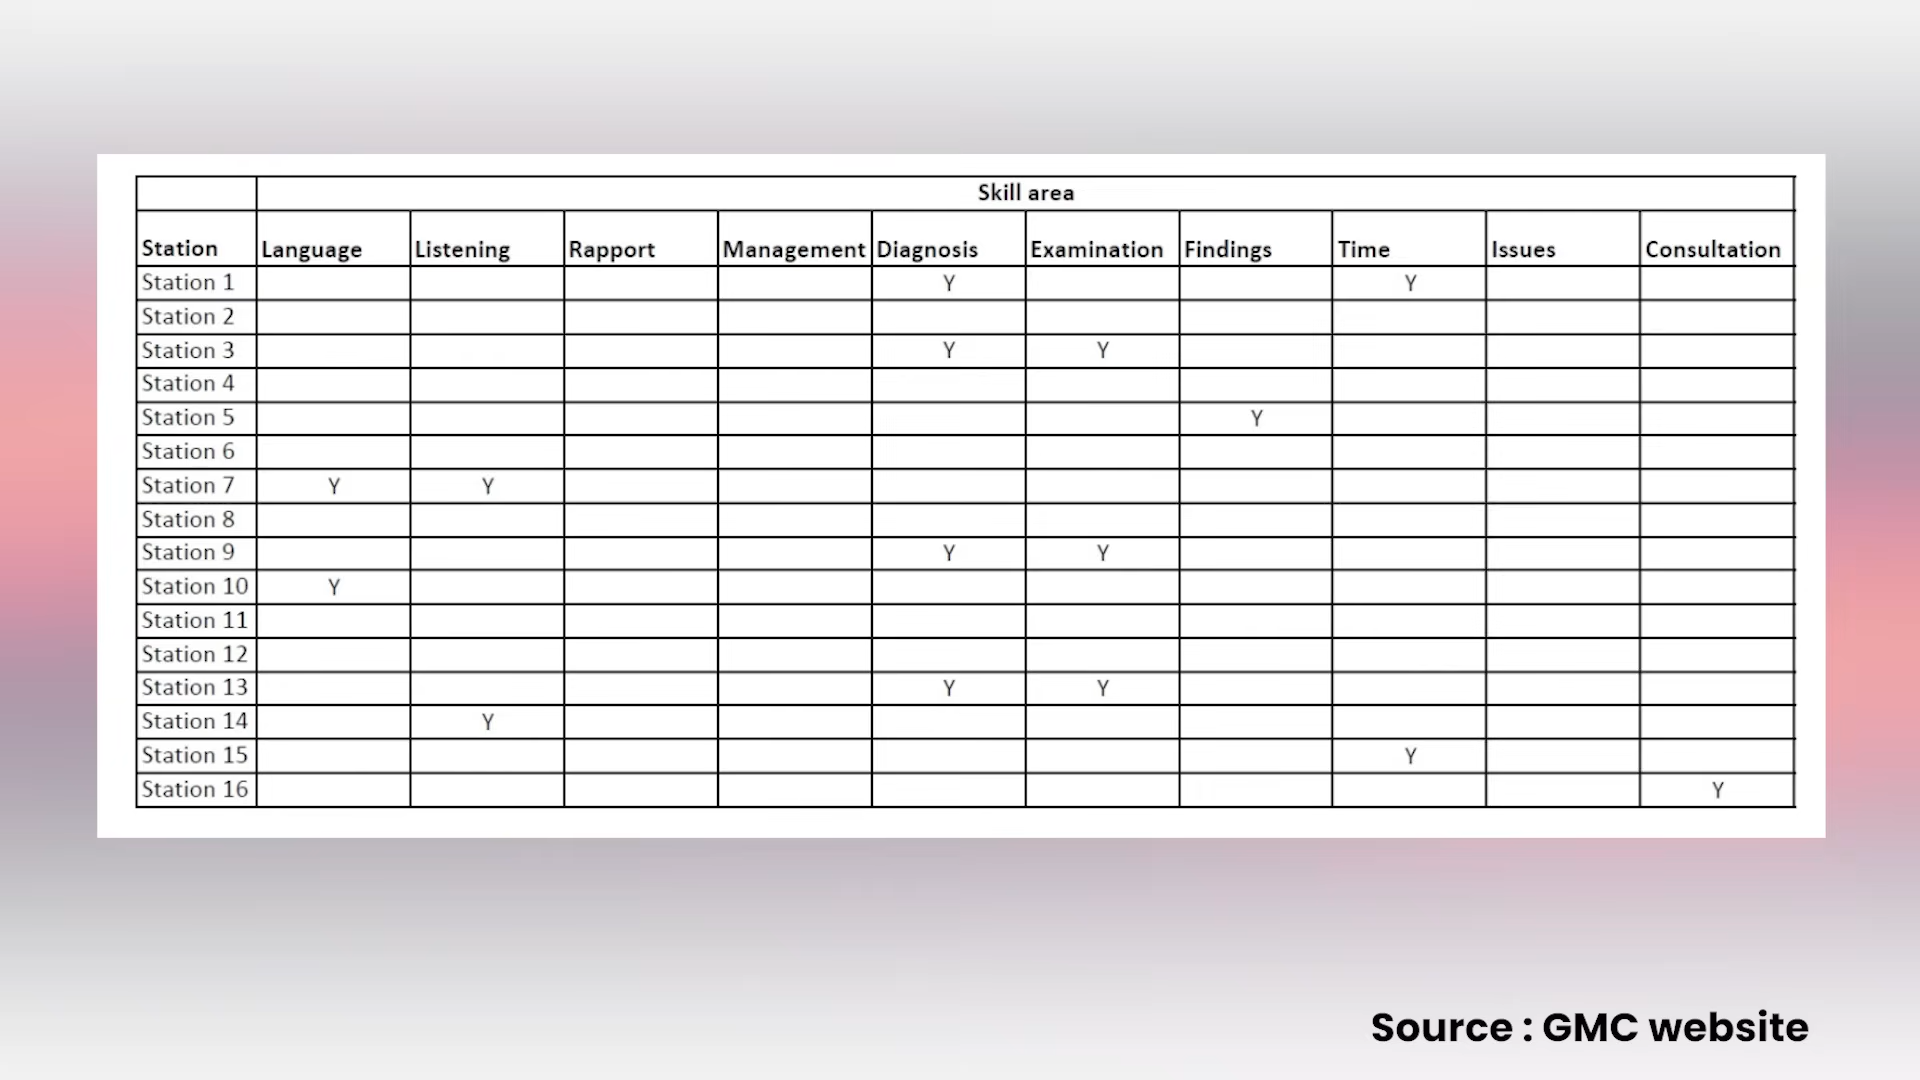 Skill area
Station Language Listening Rapport Management Diagnosis Examination Findings Time Issues Consultation
Station 1 Y Y
Station 2
Station 3 Y Y
Station 4
Station 5 Y
Station 6
Station 7 Y Y
Station 8
Station 9 Y Y
Station 10 Y
Station 11
Station 12
Station 13 Y Y
Station 14 Y
Station 15 Y
Station 16 Y
Source : GMC website